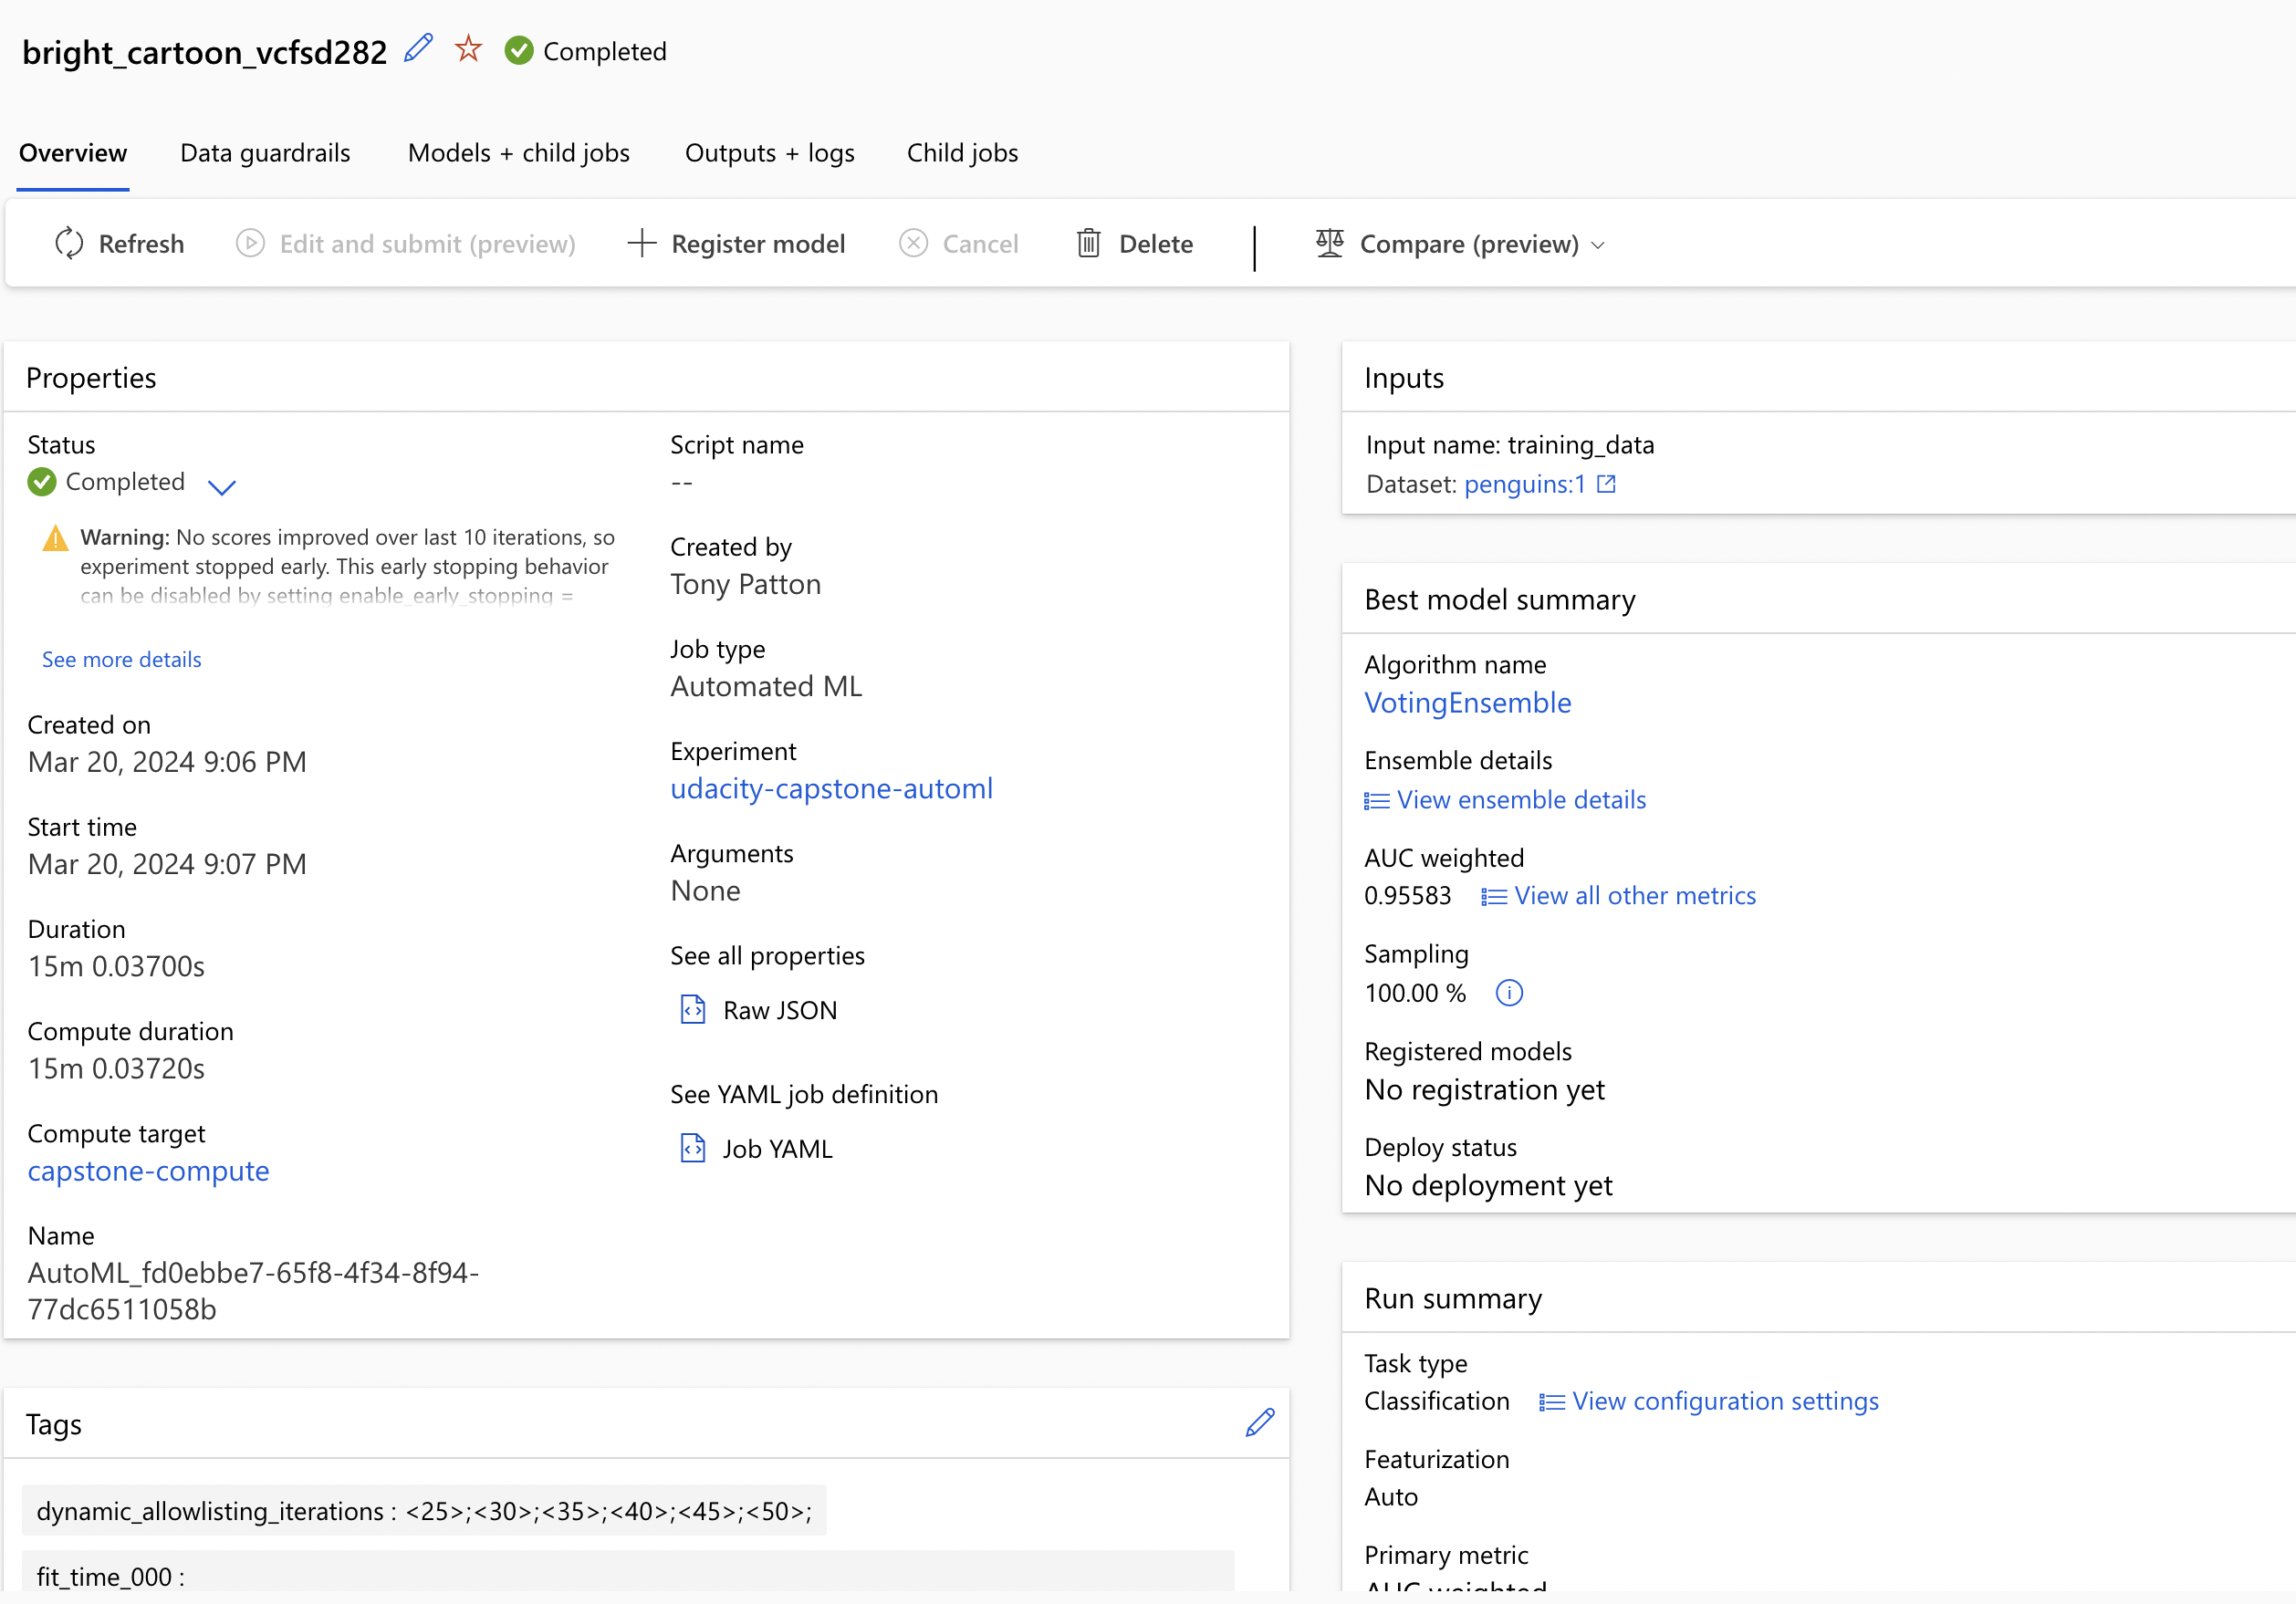 bright_cartoon_vcfsd282 Completed
Overview Data guardrails Models + child jobs Outputs + logs Child jobs
Refresh Edit and submit (preview) Register model Cancel Delete Compare (preview)
Properties
Status
Completed
Warning: No scores improved over last 10 iterations, so
experiment stopped early. This early stopping behavior
can be disabled by setting enable_early_stopping =
See more details
Created on
Mar 20, 2024 9:06 PM
Start time
Mar 20, 2024 9:07 PM
Duration
15m 0.03700s
Compute duration
15m 0.03720s
Compute target
capstone-compute
Name
AutoML_fd0ebbe7-65f8-4f34-8f94-
77dc6511058b
Script name
--
Created by
Tony Patton
Job type
Automated ML
Experiment
udacity-capstone-automl
Arguments
None
See all properties
Raw JSON
See YAML job definition
Job YAML
Tags
dynamic_allowlisting_iterations : <25>;<30>;<35>;<40>;<45>;<50>;
fit_time_000 :
Inputs
Input name: training_data
Dataset: penguins:1
Best model summary
Algorithm name
VotingEnsemble
Ensemble details
View ensemble details
AUC weighted
0.95583 View all other metrics
Sampling
100.00 %
Registered models
No registration yet
Deploy status
No deployment yet
Run summary
Task type
Classification View configuration settings
Featurization
Auto
Primary metric
AUC weighted